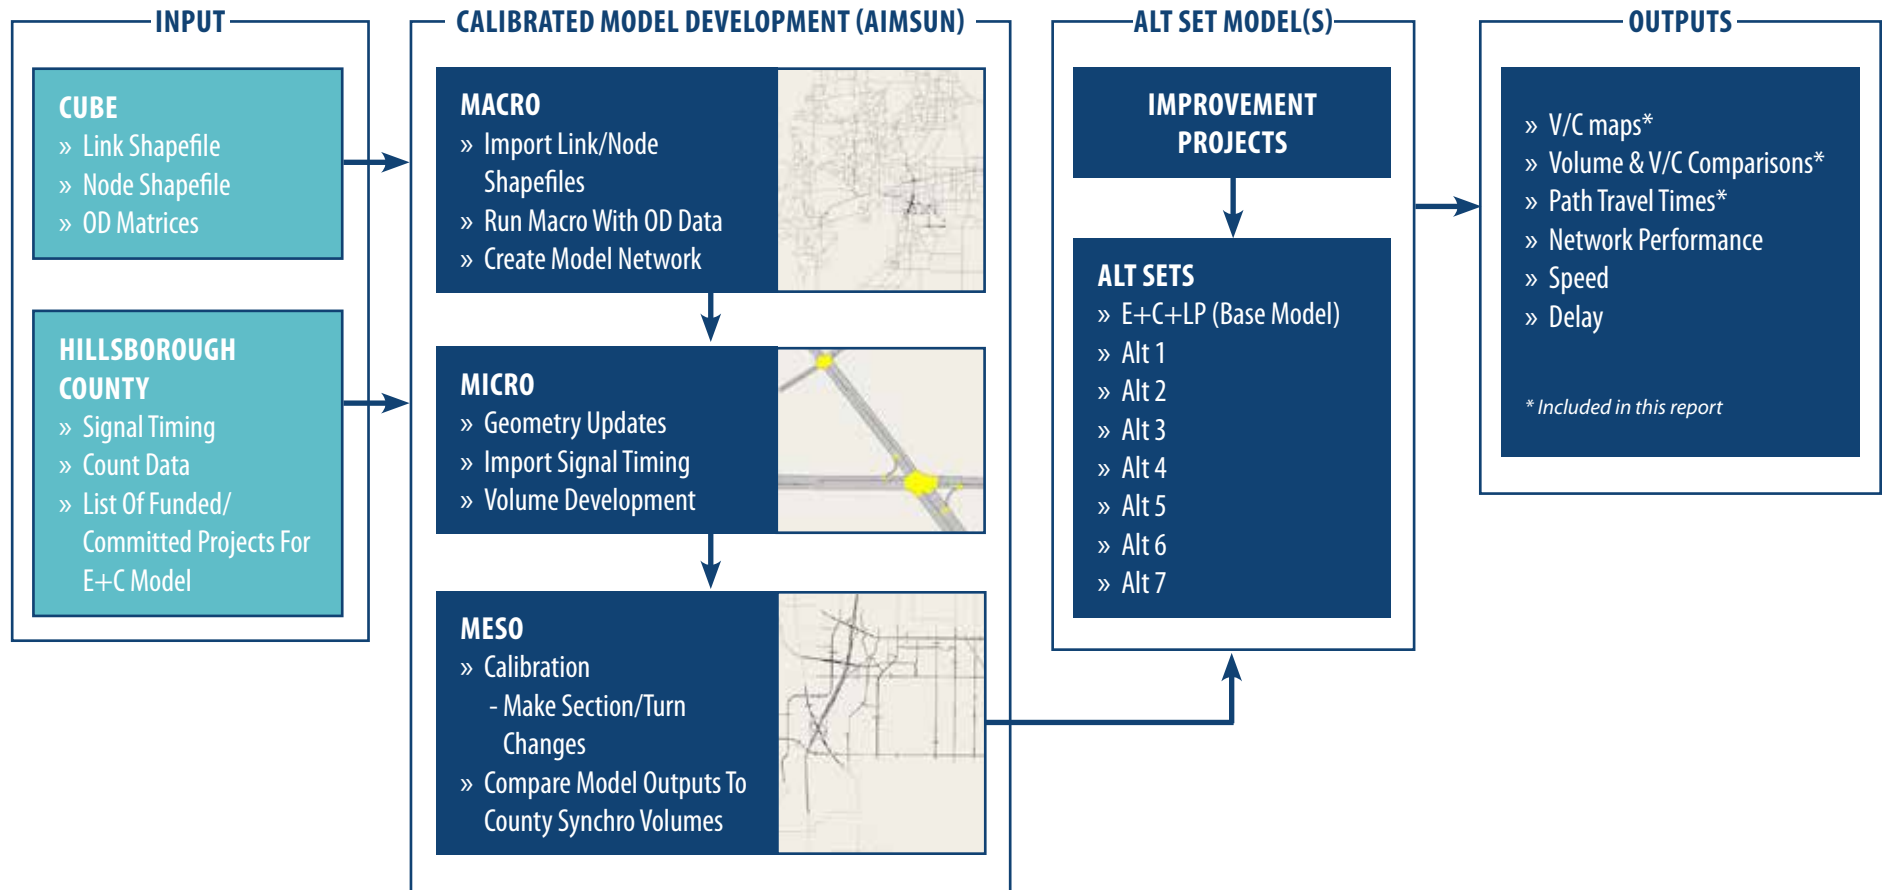 INPUT
CUBE
» Link Shapefile
» Node Shapefile
» OD Matrices
HILLSBOROUGH
COUNTY
» Signal Timing
» Count Data
» List Of Funded/
Committed Projects For
E+C Model
CALIBRATED MODEL DEVELOPMENT (AIMSUN)
MACRO
» Import Link/Node
Shapefiles
» Run Macro With OD Data
» Create Model Network
MICRO
» Geometry Updates
» Import Signal Timing
» Volume Development
MESO
» Calibration
- Make Section/Turn
Changes
» Compare Model Outputs To
County Synchro Volumes
ALT SET MODEL(S)
IMPROVEMENT
PROJECTS
ALT SETS
» E+C+LP (Base Model)
» Alt 1
» Alt 2
» Alt 3
» Alt 4
» Alt 5
» Alt 6
» Alt 7
OUTPUTS
» V/C maps*
» Volume & V/C Comparisons*
» Path Travel Times*
» Network Performance
» Speed
» Delay
* Included in this report